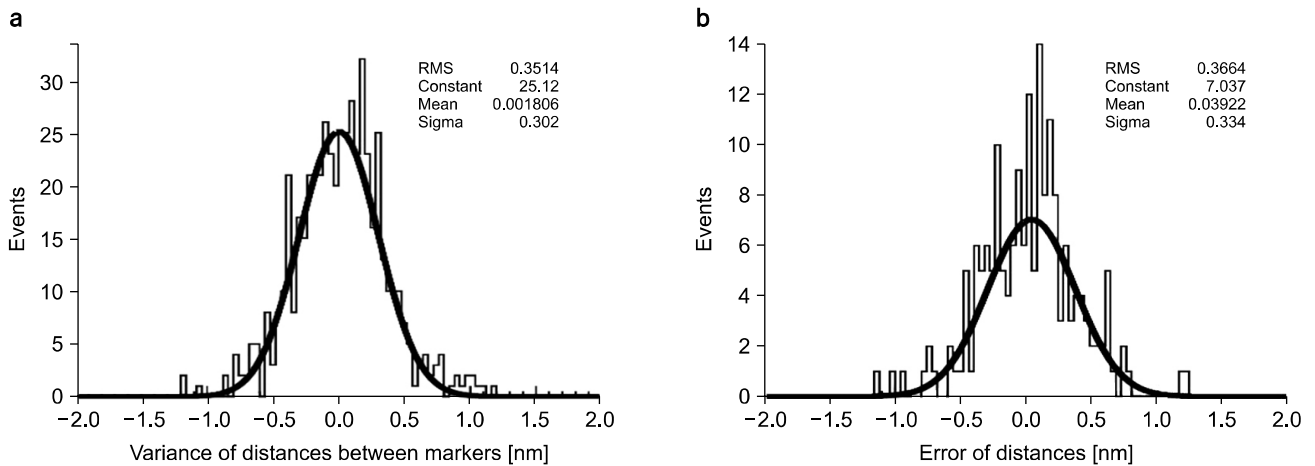 a
RMS 0.3514
Constant 25.12
Mean 0.001806
Sigma 0.302
Events
30
25
20
15
10
5
0
−2.0 −1.5 −1.0 −0.5 0.0 0.5 1.0 1.5 2.0
Variance of distances between markers [nm]
b
RMS 0.3664
Constant 7.037
Mean 0.03922
Sigma 0.334
Events
14
12
10
8
6
4
2
0
−2.0 −1.5 −1.0 −0.5 0.0 0.5 1.0 1.5 2.0
Error of distances [nm]